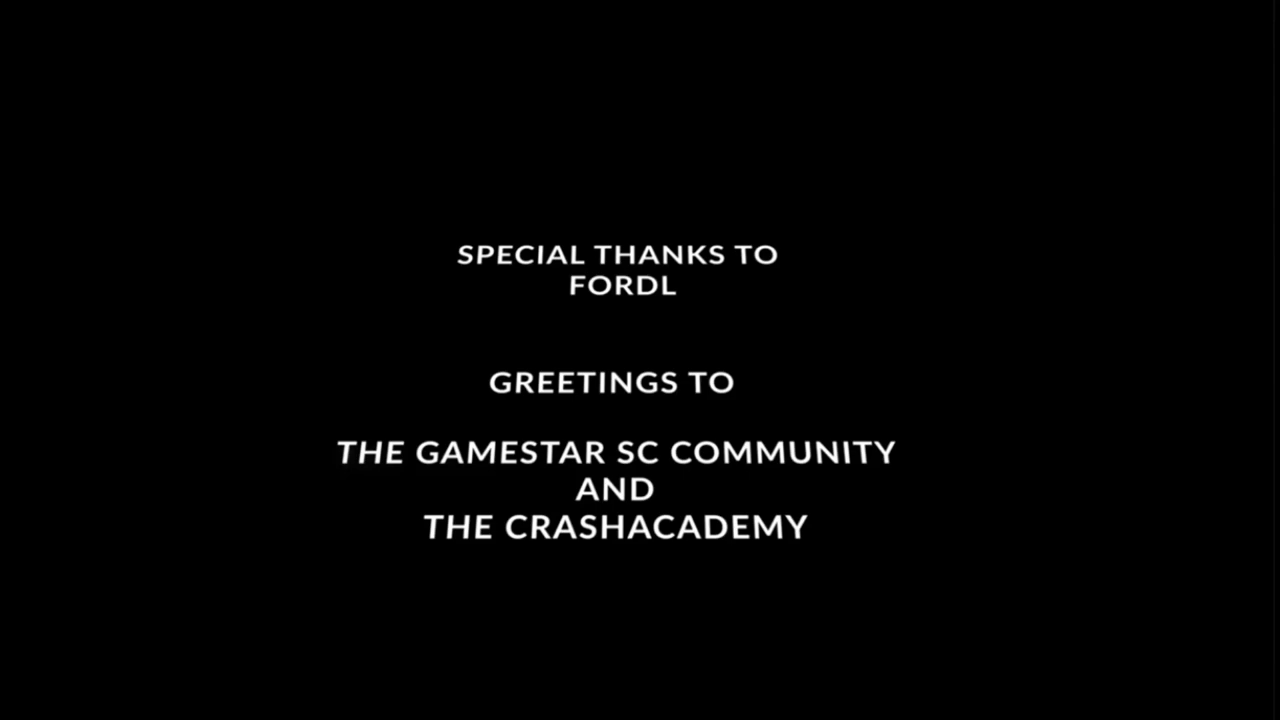 SPECIAL THANKS TO
FORDL
GREETINGS TO
THE GAMESTAR SC COMMUNITY
AND
THE CRASHACADEMY